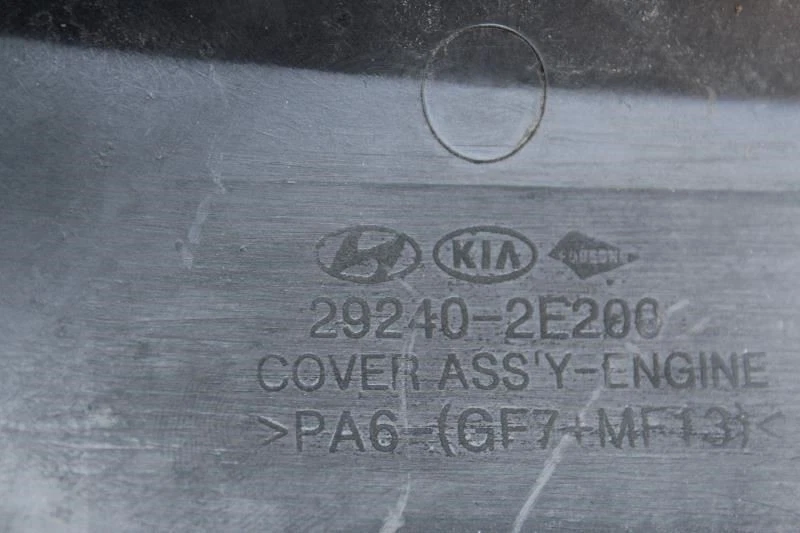 KIA
29240-2E200
COVER ASS'Y-ENGINE
>PA6-(GF7+MF13)<